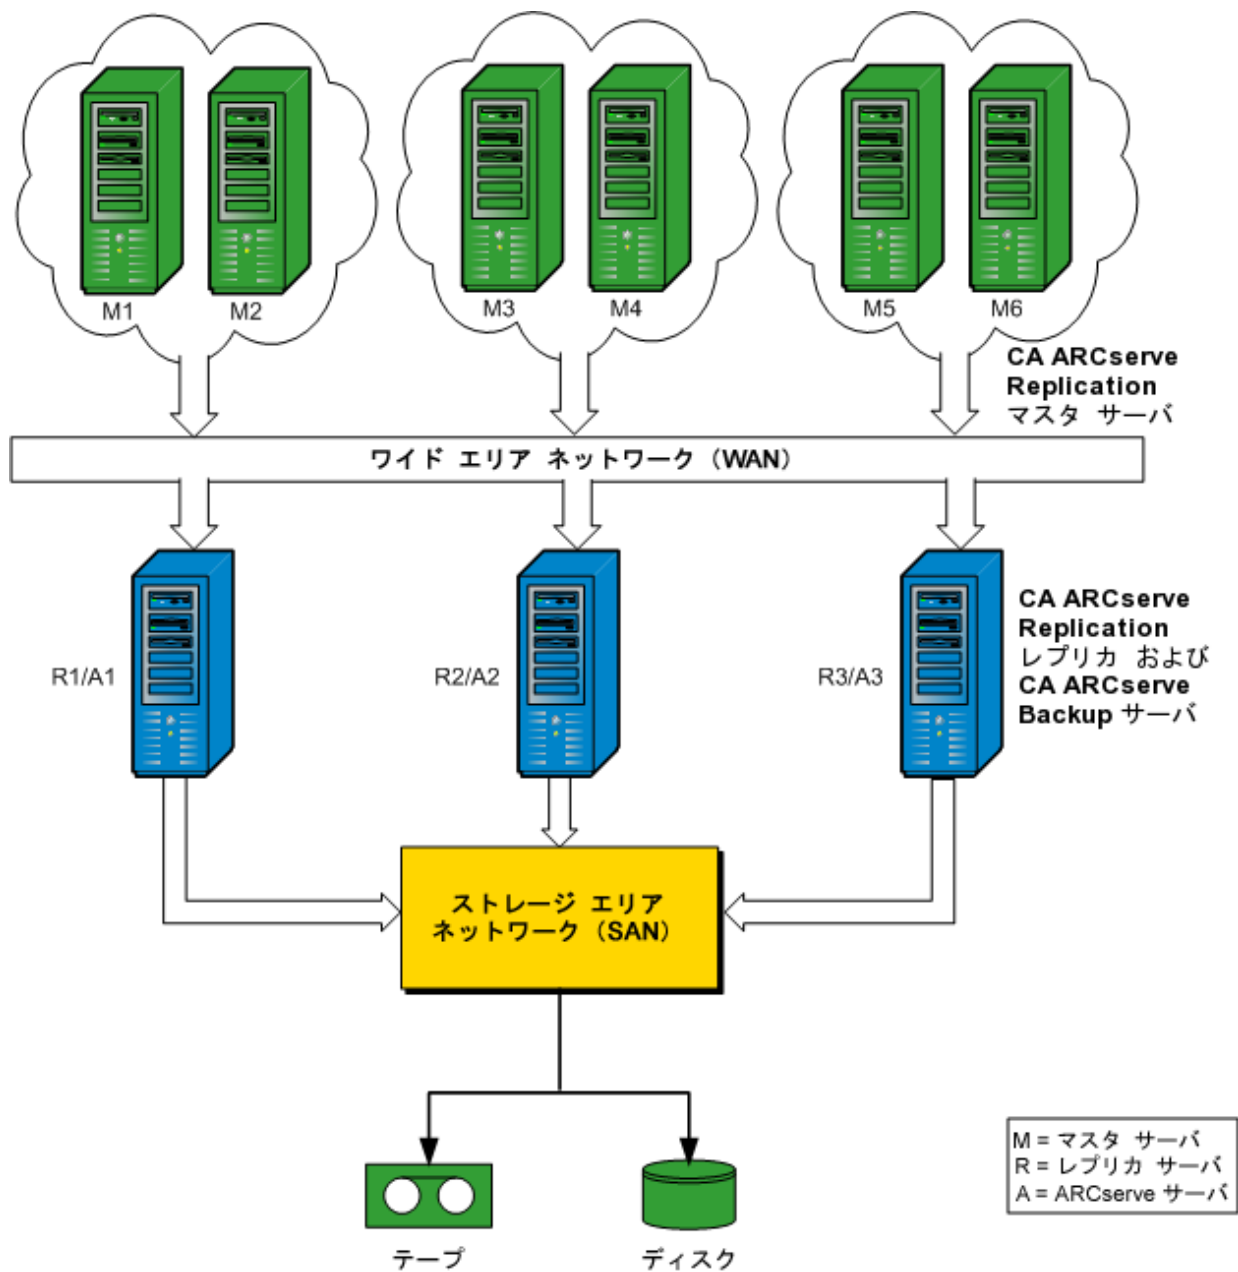 M1
M2
M3
M4
M5
M6
CA ARCserve
Replication
マスタ サーバ
ワイド エリア ネットワーク (WAN)
R1/A1
R2/A2
R3/A3
CA ARCserve
Replication
レプリカ および
CA ARCserve
Backup サーバ
ストレージ エリア
ネットワーク (SAN)
テープ
ディスク
M = マスタ サーバ
R = レプリカ サーバ
A = ARCserve サーバ